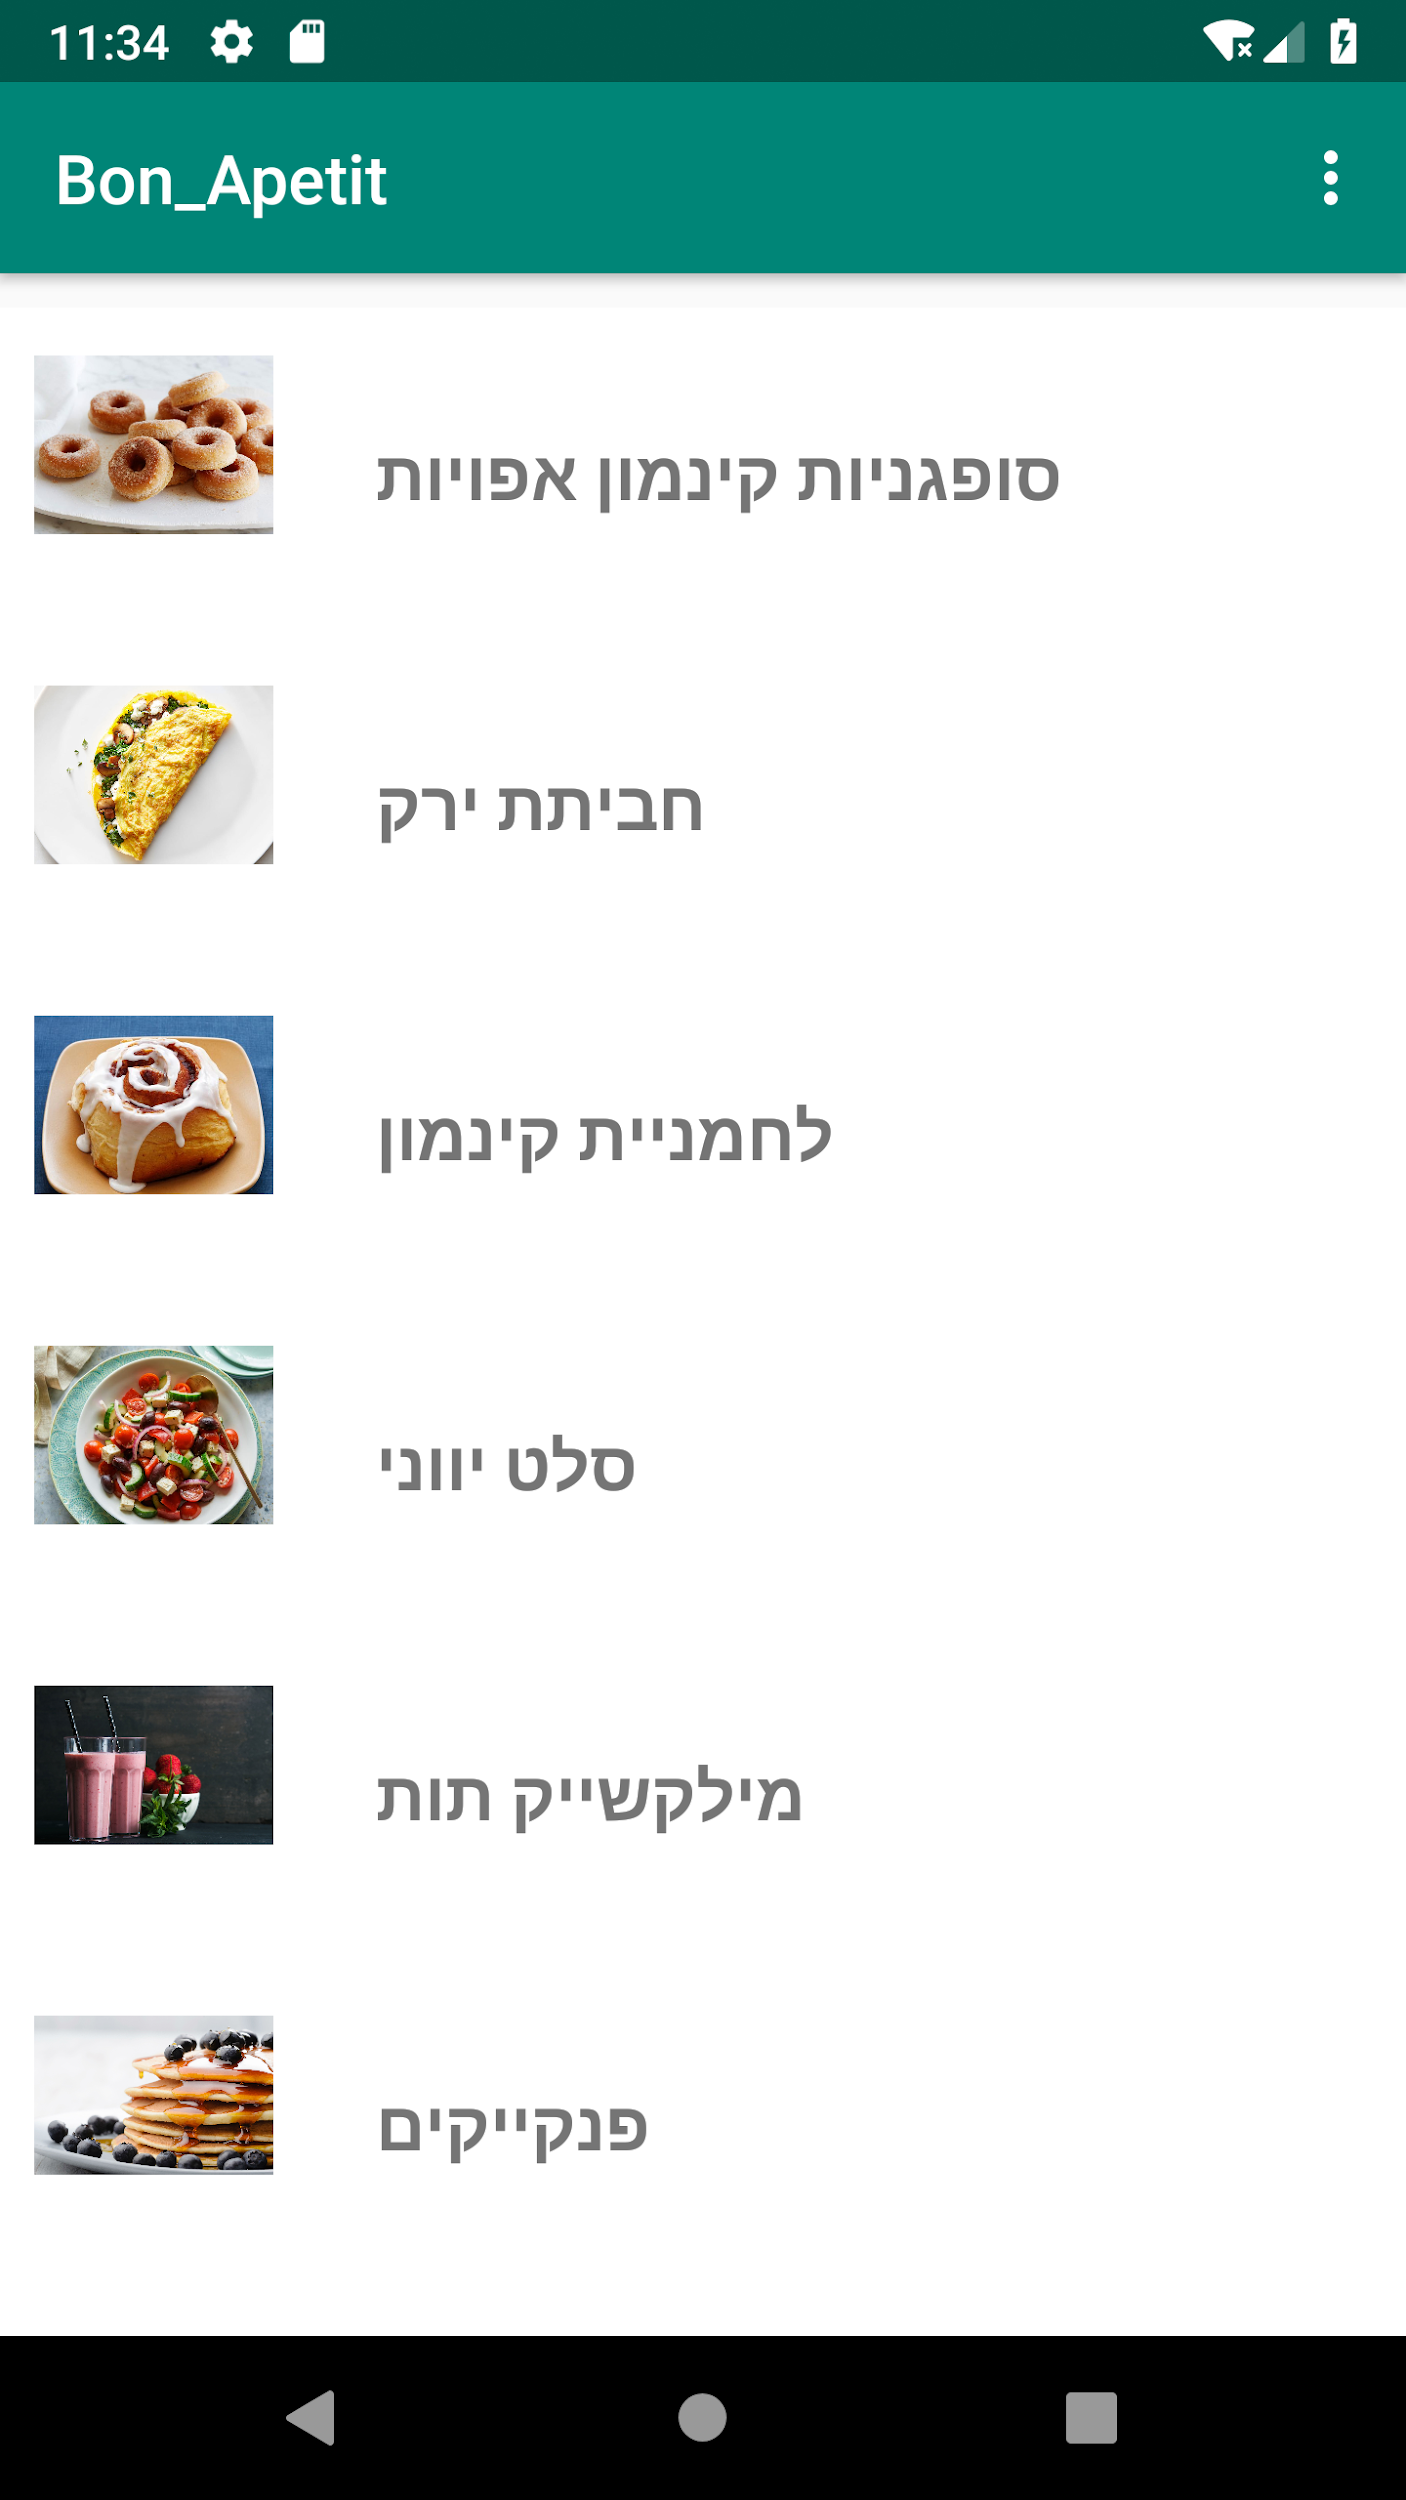 11:34
Bon_Apetit
סופגניות קינמון אפויות
חביתת ירק
לחמניית קינמון
סלט יווני
מילקשייק תות
פנקייקים